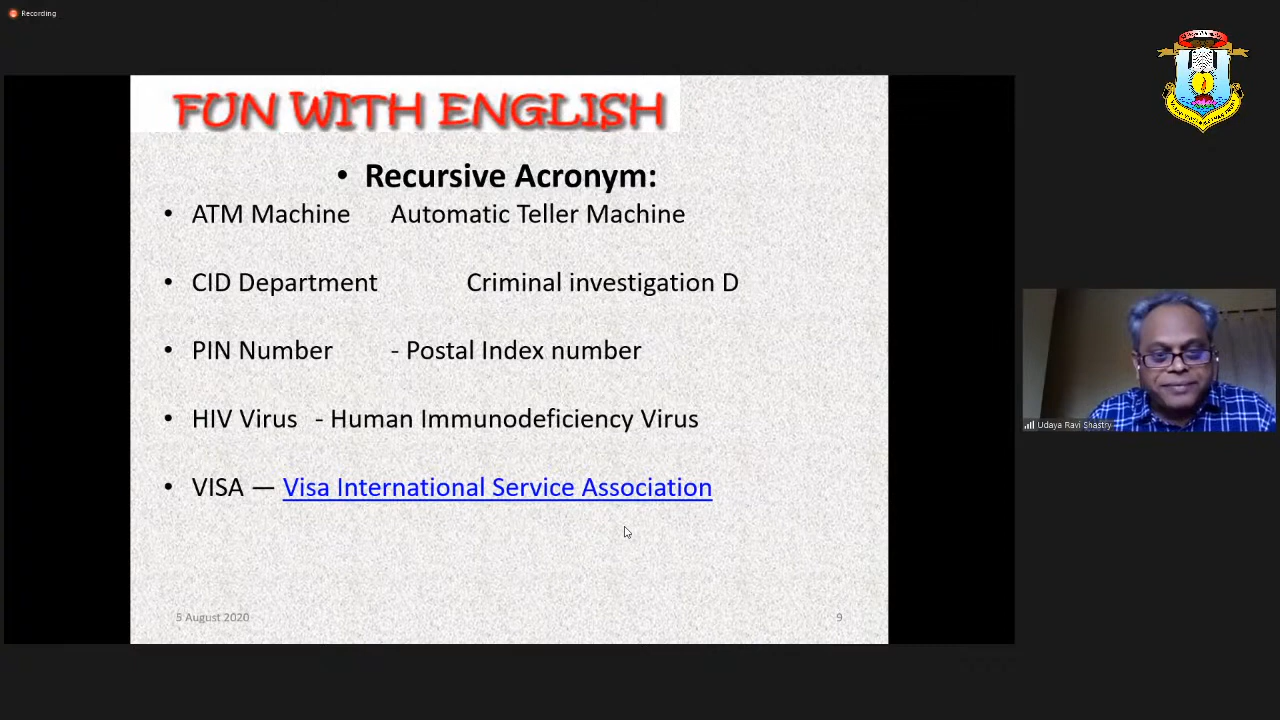 Recording
FUN WITH ENGLISH
• Recursive Acronym:
• ATM Machine Automatic Teller Machine
• CID Department Criminal investigation D
• PIN Number - Postal Index number
• HIV Virus - Human Immunodeficiency Virus
• VISA — Visa International Service Association
5 August 2020 9
Udaya Ravi Shastry